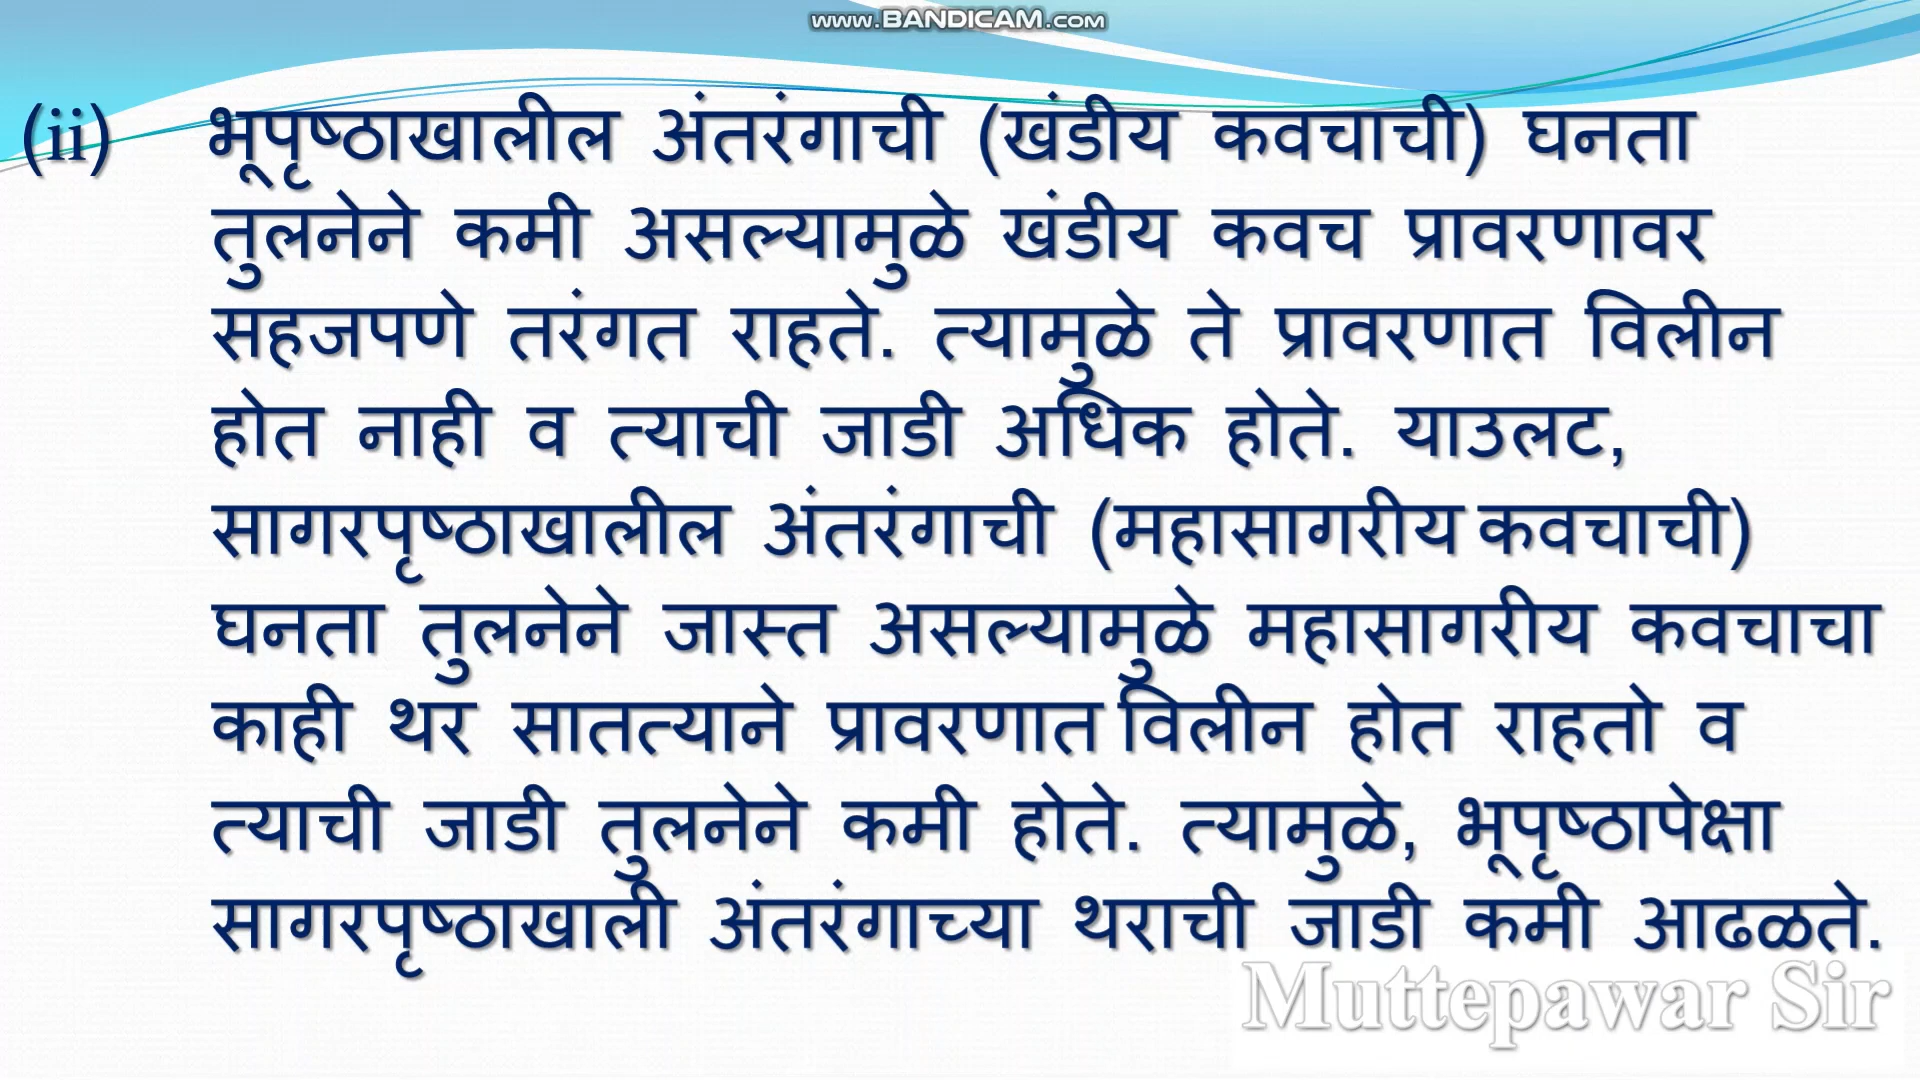 www.BANDICAM.com
(ii) भूपृष्ठाखालील अंतरंगाची (खंडीय कवचाची) घनता
तुलनेने कमी असल्यामुळे खंडीय कवच प्रावरणावर
सहजपणे तरंगत राहते. त्यामुळे ते प्रावरणात विलीन
होत नाही व त्याची जाडी अधिक होते. याउलट,
सागरपृष्ठाखालील अंतरंगाची (महासागरीय कवचाची)
घनता तुलनेने जास्त असल्यामुळे महासागरीय कवचाचा
काही थर सातत्याने प्रावरणात विलीन होत राहतो व
त्याची जाडी तुलनेने कमी होते. त्यामुळे, भूपृष्ठापेक्षा
सागरपृष्ठाखाली अंतरंगाच्या थराची जाडी कमी आढळते.
Muttepawar Sir